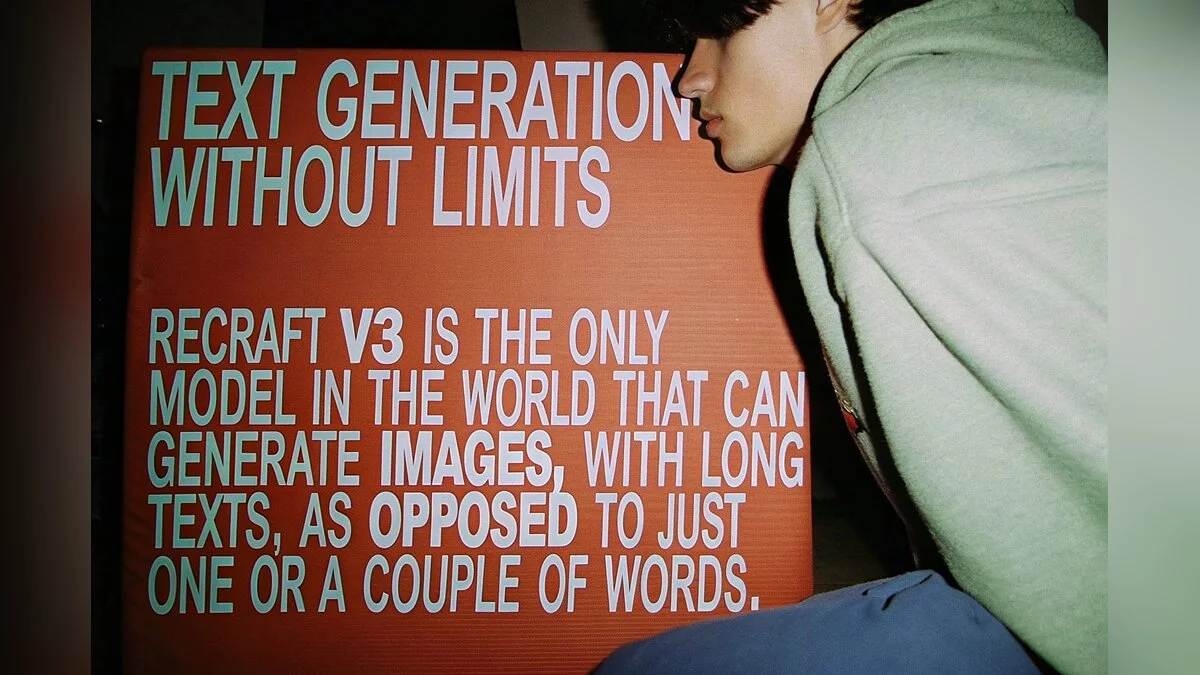 TEXT GENERATION
WITHOUT LIMITS
RECRAFT V3 IS THE ONLY
MODEL IN THE WORLD THAT CAN
GENERATE IMAGES, WITH LONG
TEXTS, AS OPPOSED TO JUST
ONE OR A COUPLE OF WORDS.